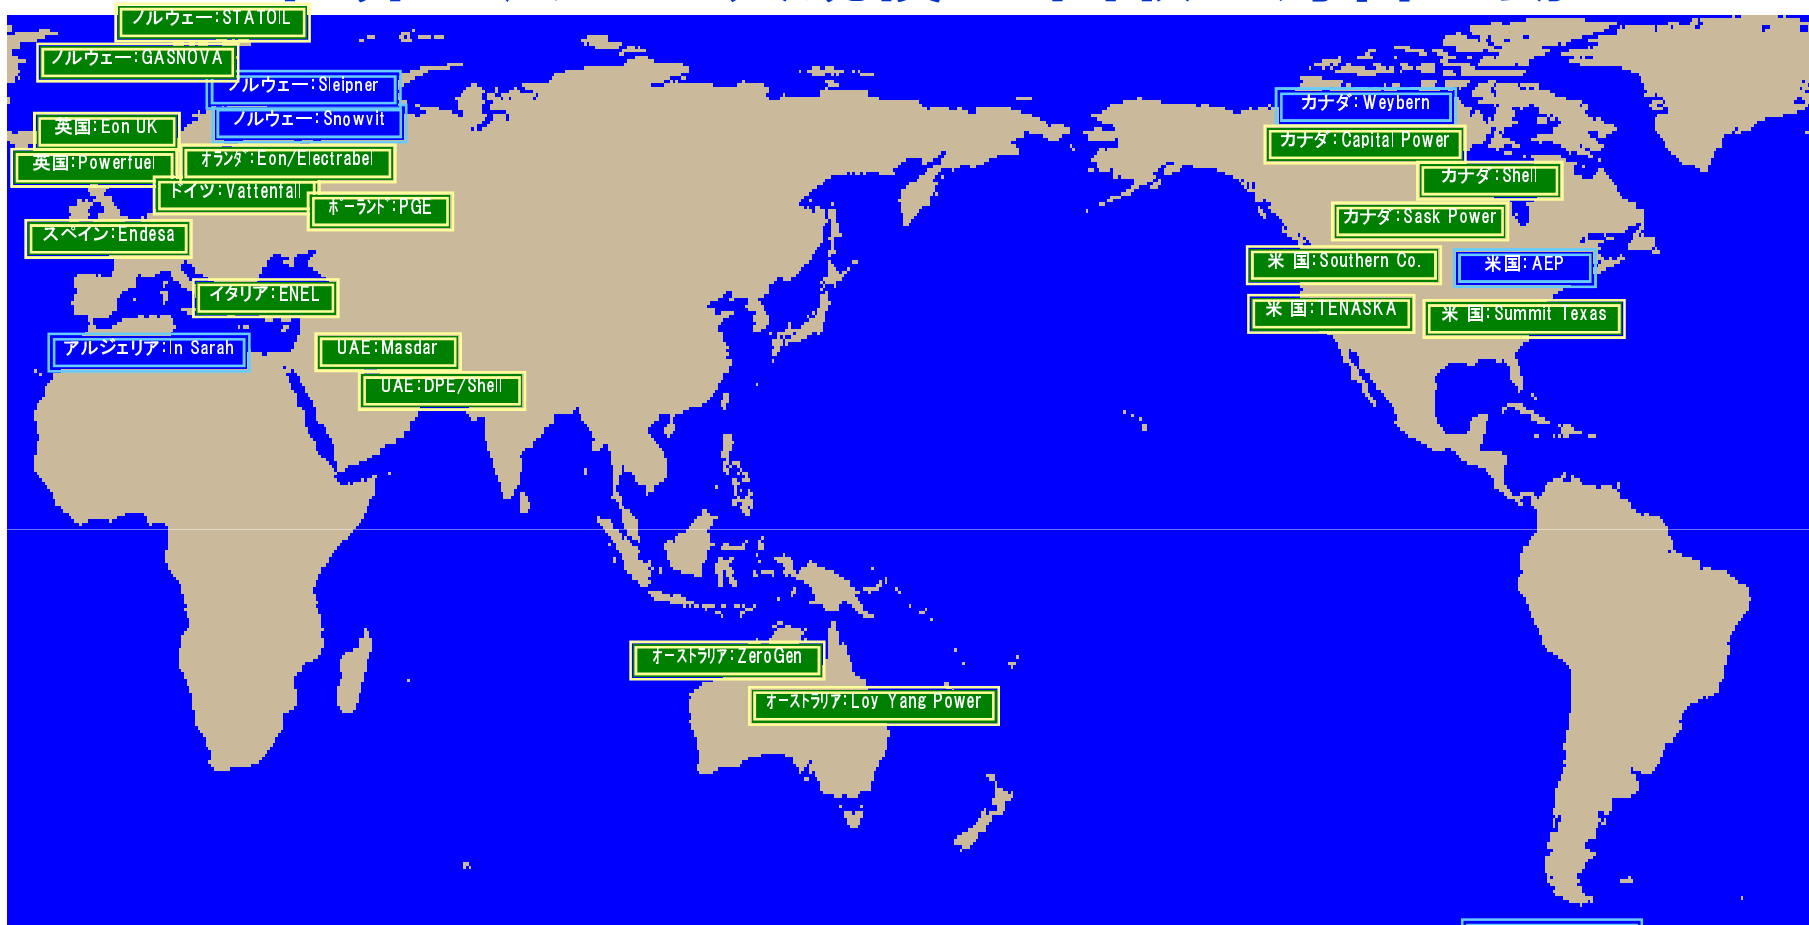 ノルウェー：STATOIL
ノルウェー：GASNOVA
ノルウェー：Sleipner
ノルウェー：Snowvit
英国：Eon UK
英国：Powerfuel
オランダ：Eon/Electrabel
ドイツ：Vattenfall
ポーランド：PGE
スペイン：Endesa
イタリア：ENEL
アルジェリア：In Sarah
UAE：Masdar
UAE：DPE/Shell
カナダ：Weybern
カナダ：Capital Power
カナダ：Shell
カナダ：Sask Power
米 国：Southern Co.
米国：AEP
米 国：TENASKA
米 国：Summit Texas
オーストラリア：ZeroGen
オーストラリア：Loy Yang Power